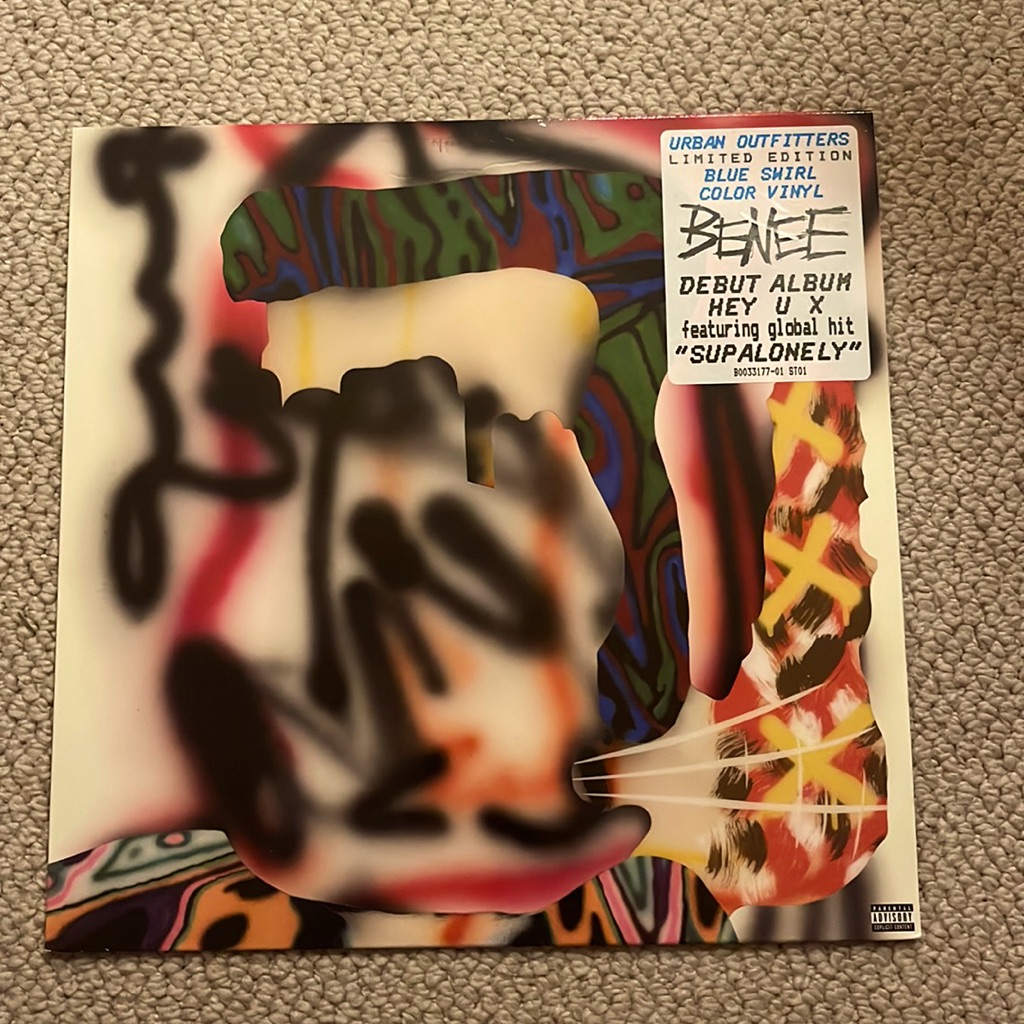 URBAN OUTFITTERS
LIMITED EDITION
BLUE SWIRL
COLOR VINYL
BENEE
DEBUT ALBUM
HEY U X
featuring global hit
"SUPALONELY"
B0033177-01 ST01
PARENTAL
ADVISORY
EXPLICIT CONTENT